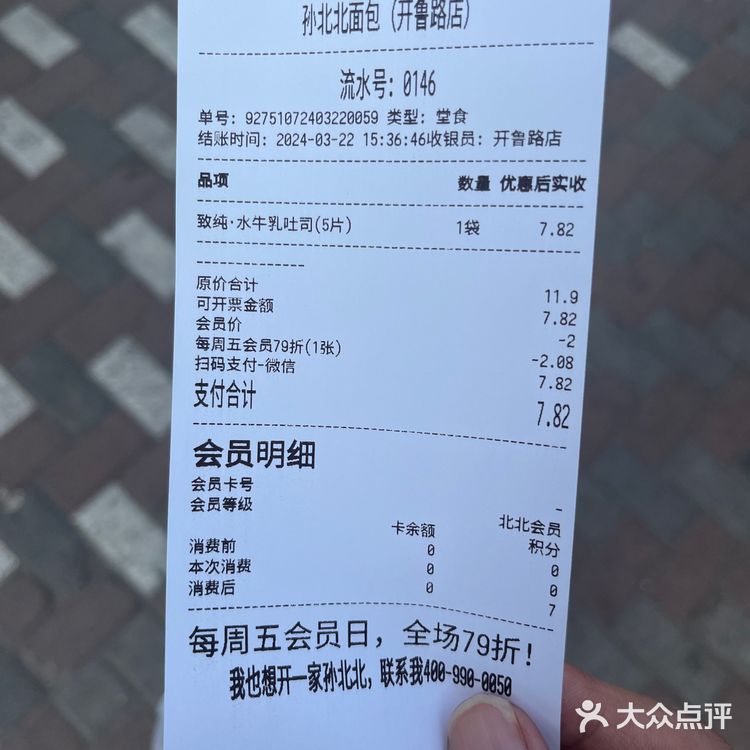 孙北北面包（开鲁路店）
流水号：0146
单号：92751072403220059 类型：堂食
结账时间：2024-03-22 15:36:46收银员：开鲁路店
品项 数量 优惠后实收
致纯·水牛乳吐司(5片) 1袋 7.82
原价合计 11.9
可开票金额 7.82
会员价 -2
每周五会员79折(1张) -2.08
扫码支付-微信 7.82
支付合计 7.82
会员明细
会员卡号 -
会员等级 北北会员
卡余额 积分
消费前 0 0
本次消费 0 0
消费后 0 7
每周五会员日，全场79折！
我也想开一家孙北北，联系我400-990-0050
大众点评